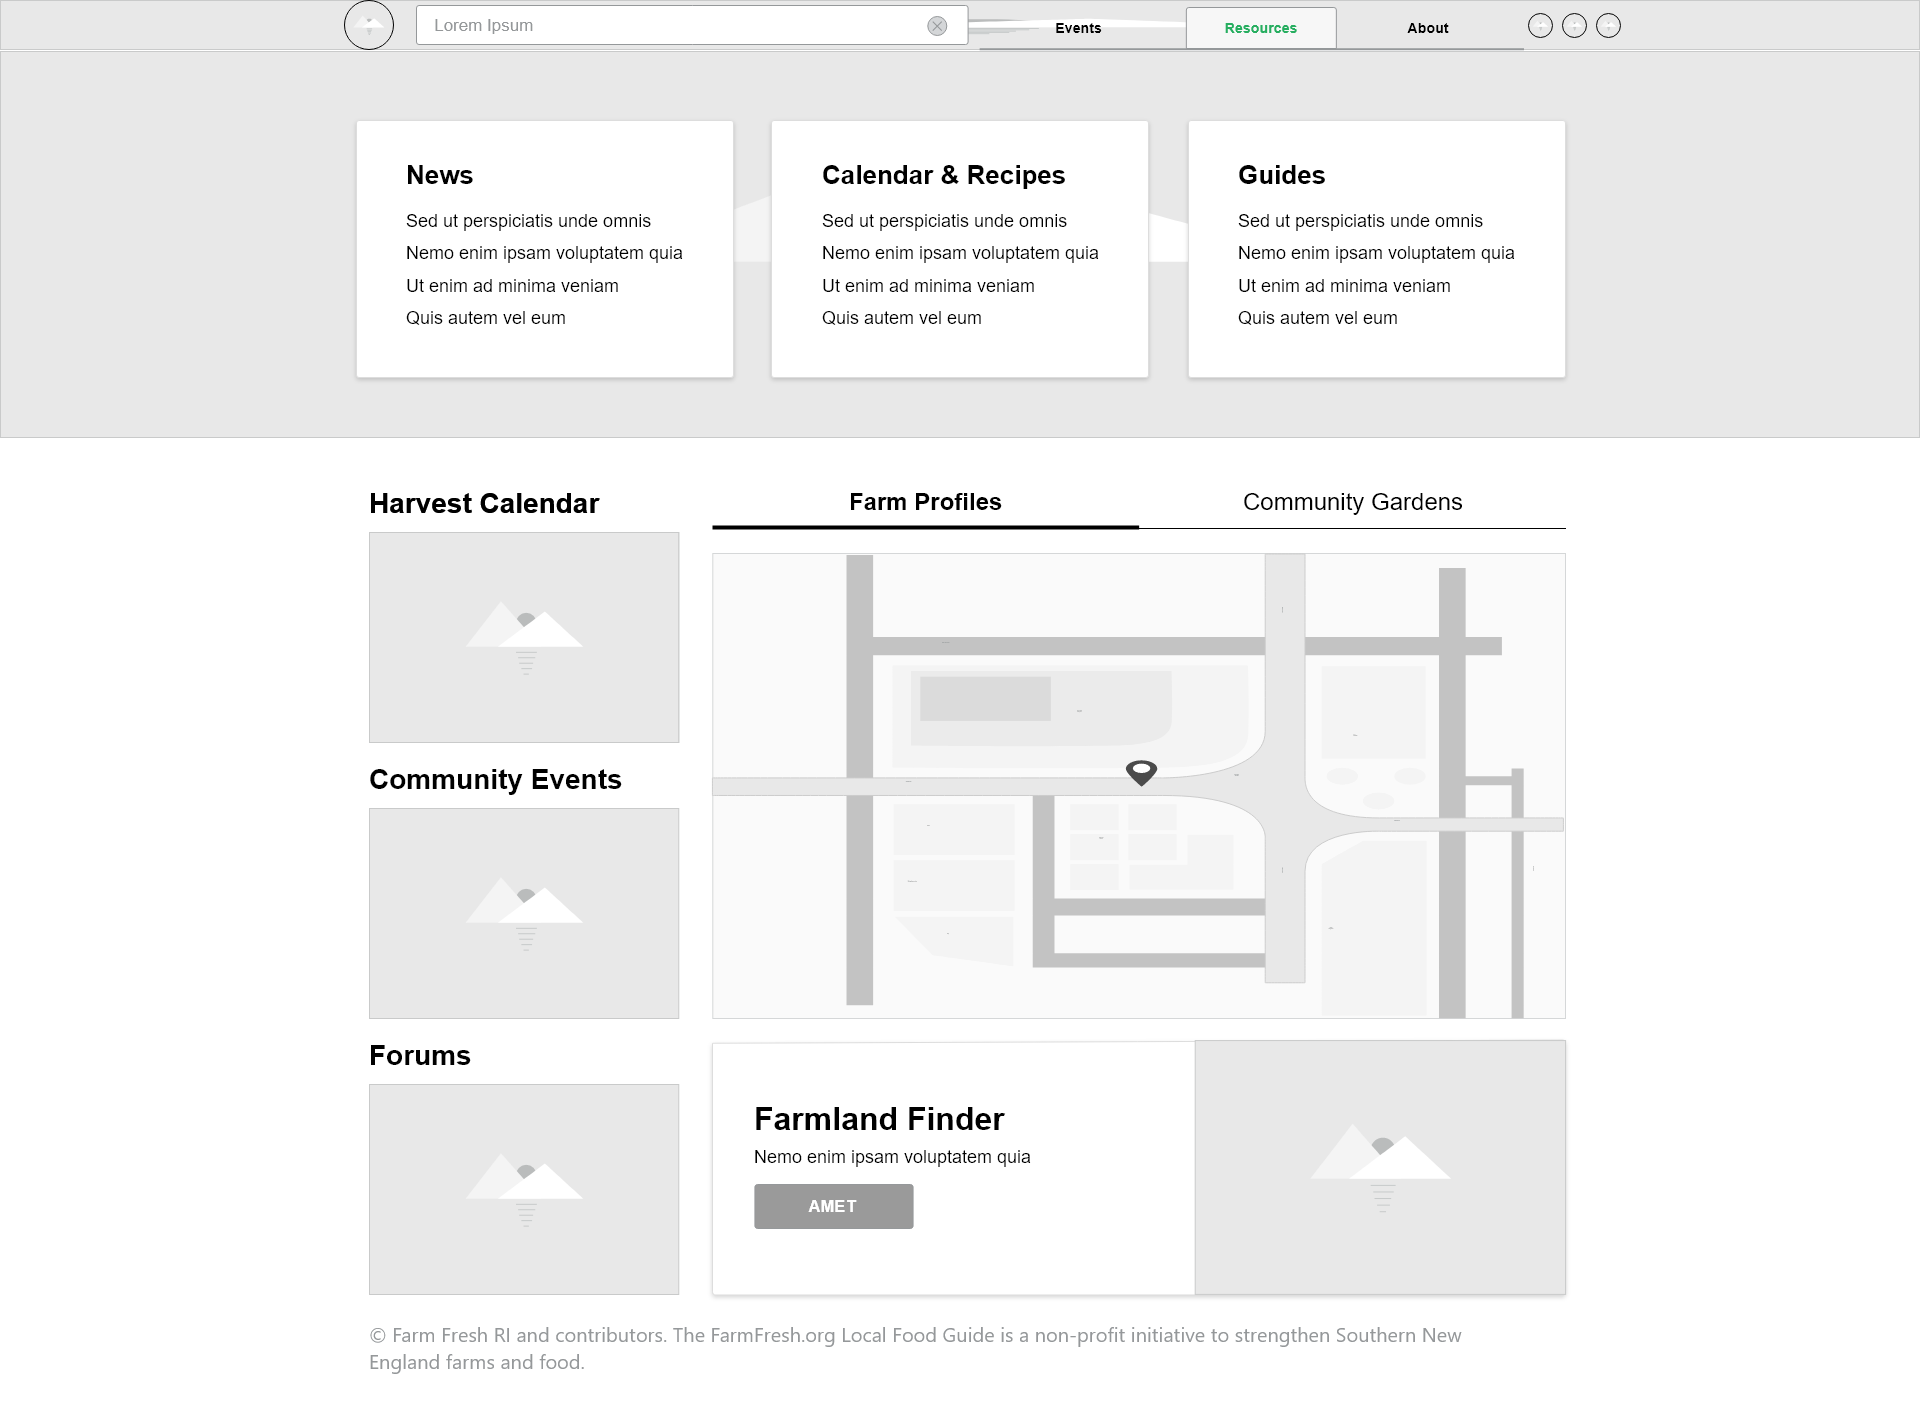 Lorem Ipsum
Events
Resources
About
News
Sed ut perspiciatis unde omnis
Nemo enim ipsam voluptatem quia
Ut enim ad minima veniam
Quis autem vel eum
Calendar & Recipes
Sed ut perspiciatis unde omnis
Nemo enim ipsam voluptatem quia
Ut enim ad minima veniam
Quis autem vel eum
Guides
Sed ut perspiciatis unde omnis
Nemo enim ipsam voluptatem quia
Ut enim ad minima veniam
Quis autem vel eum
Harvest Calendar
Community Events
Forums
Farm Profiles
Community Gardens
Farmland Finder
Nemo enim ipsam voluptatem quia
AMET
© Farm Fresh RI and contributors. The FarmFresh.org Local Food Guide is a non-profit initiative to strengthen Southern New
England farms and food.